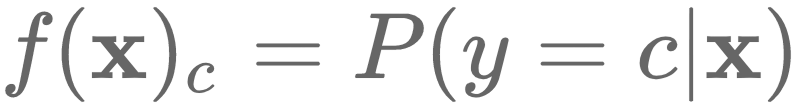 f(𝐱)_c = P(y = c|𝐱)